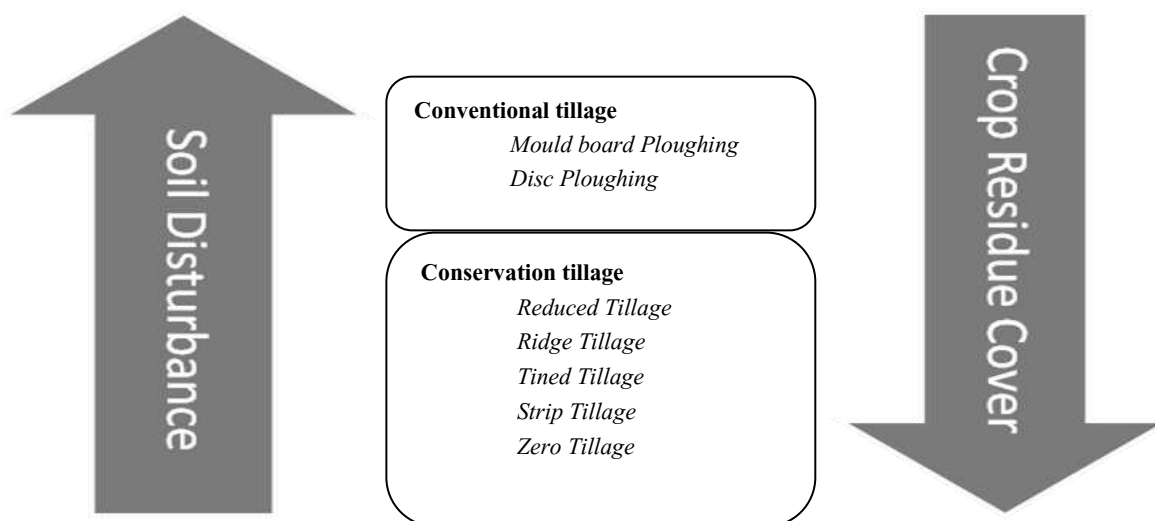 Soil Disturbance
Conventional tillage
Mould board Ploughing
Disc Ploughing
Conservation tillage
Reduced Tillage
Ridge Tillage
Tined Tillage
Strip Tillage
Zero Tillage
Crop Residue Cover